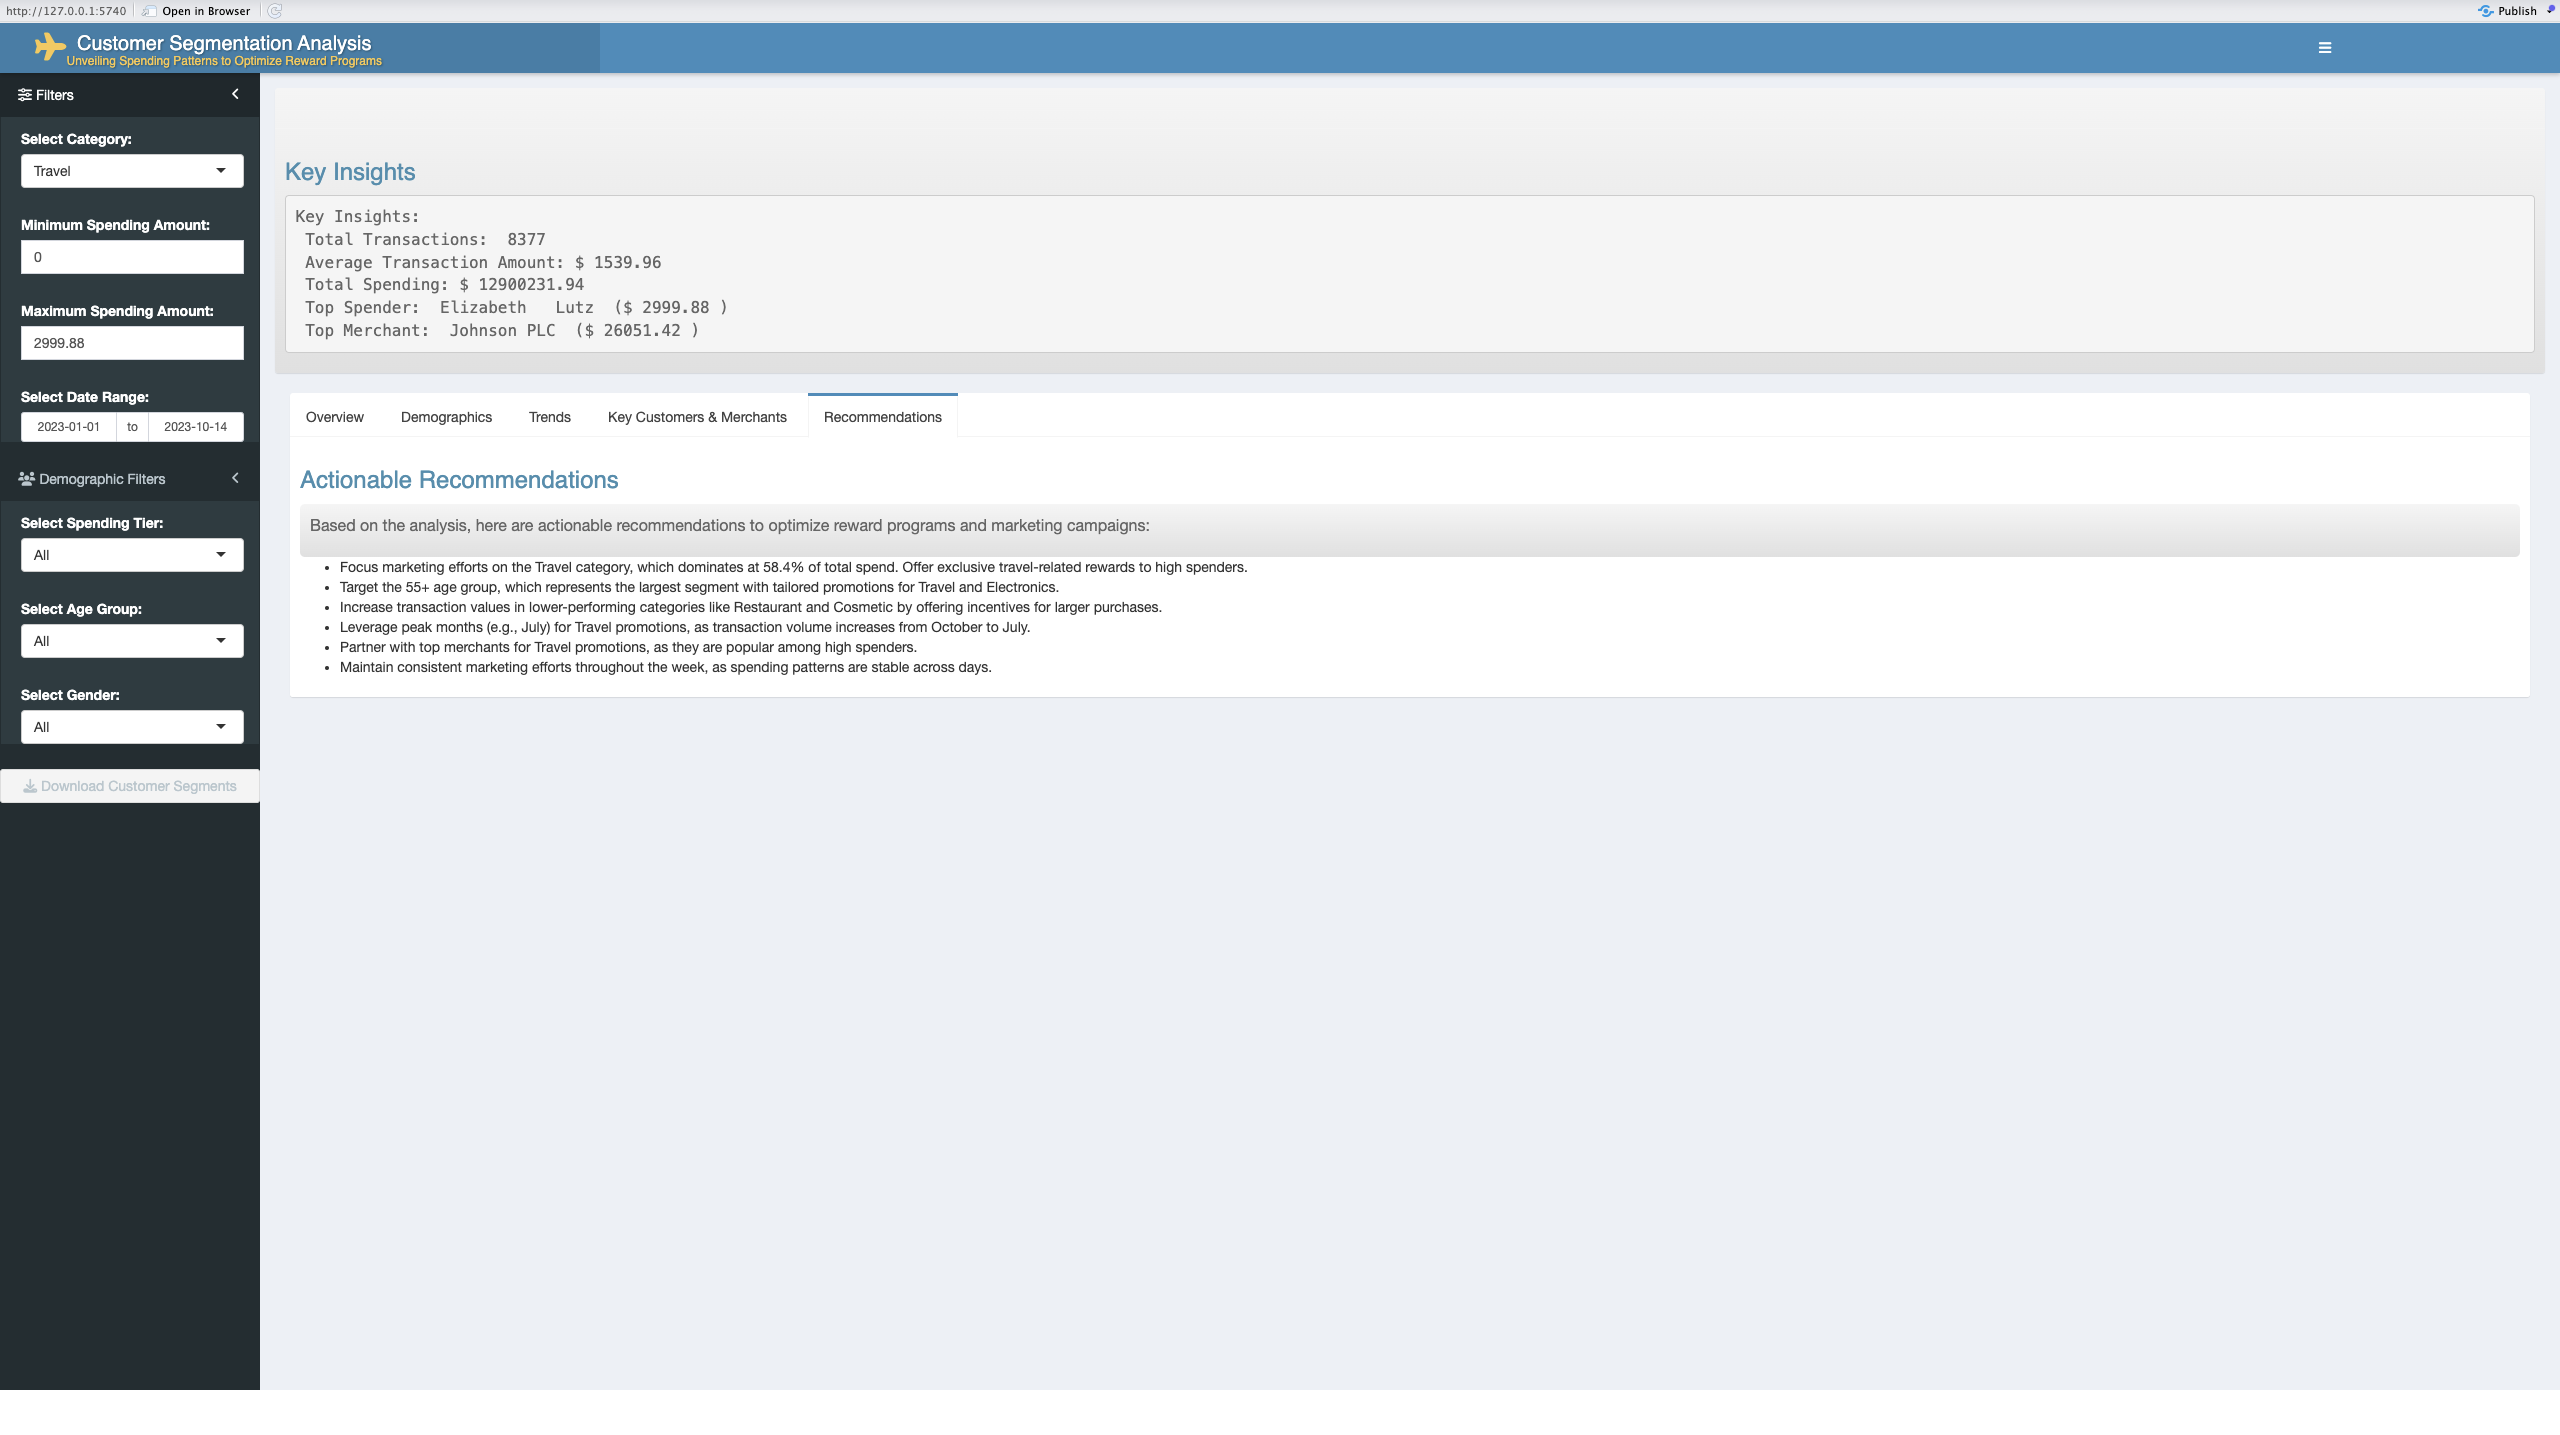 http://127.0.0.1:5740 Open in Browser Publish
Customer Segmentation Analysis
Unveiling Spending Patterns to Optimize Reward Programs
Filters
Select Category:
Travel
Minimum Spending Amount:
0
Maximum Spending Amount:
2999.88
Select Date Range:
2023-01-01 to 2023-10-14
Demographic Filters
Select Spending Tier:
All
Select Age Group:
All
Select Gender:
All
Download Customer Segments
Key Insights
Key Insights:
Total Transactions: 8377
Average Transaction Amount: $ 1539.96
Total Spending: $ 12900231.94
Top Spender: Elizabeth Lutz ($ 2999.88 )
Top Merchant: Johnson PLC ($ 26051.42 )
Overview Demographics Trends Key Customers & Merchants Recommendations
Actionable Recommendations
Based on the analysis, here are actionable recommendations to optimize reward programs and marketing campaigns:
• Focus marketing efforts on the Travel category, which dominates at 58.4% of total spend. Offer exclusive travel-related rewards to high spenders.
• Target the 55+ age group, which represents the largest segment with tailored promotions for Travel and Electronics.
• Increase transaction values in lower-performing categories like Restaurant and Cosmetic by offering incentives for larger purchases.
• Leverage peak months (e.g., July) for Travel promotions, as transaction volume increases from October to July.
• Partner with top merchants for Travel promotions, as they are popular among high spenders.
• Maintain consistent marketing efforts throughout the week, as spending patterns are stable across days.